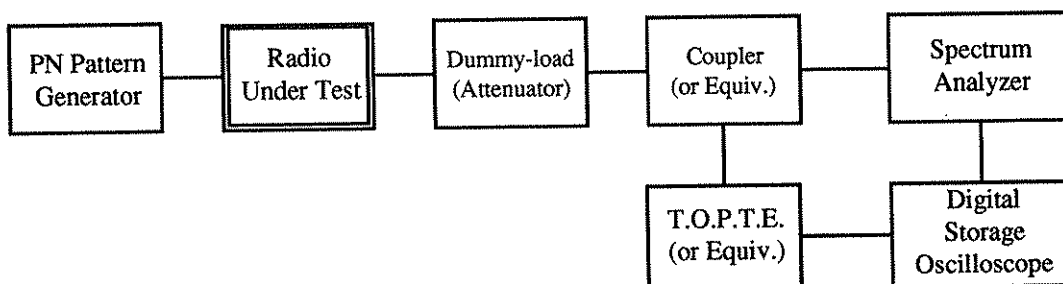 PN Pattern
Generator
Radio
Under Test
Dummy-load
(Attenuator)
Coupler
(or Equiv.)
Spectrum
Analyzer
T.O.P.T.E.
(or Equiv.)
Digital
Storage
Oscilloscope